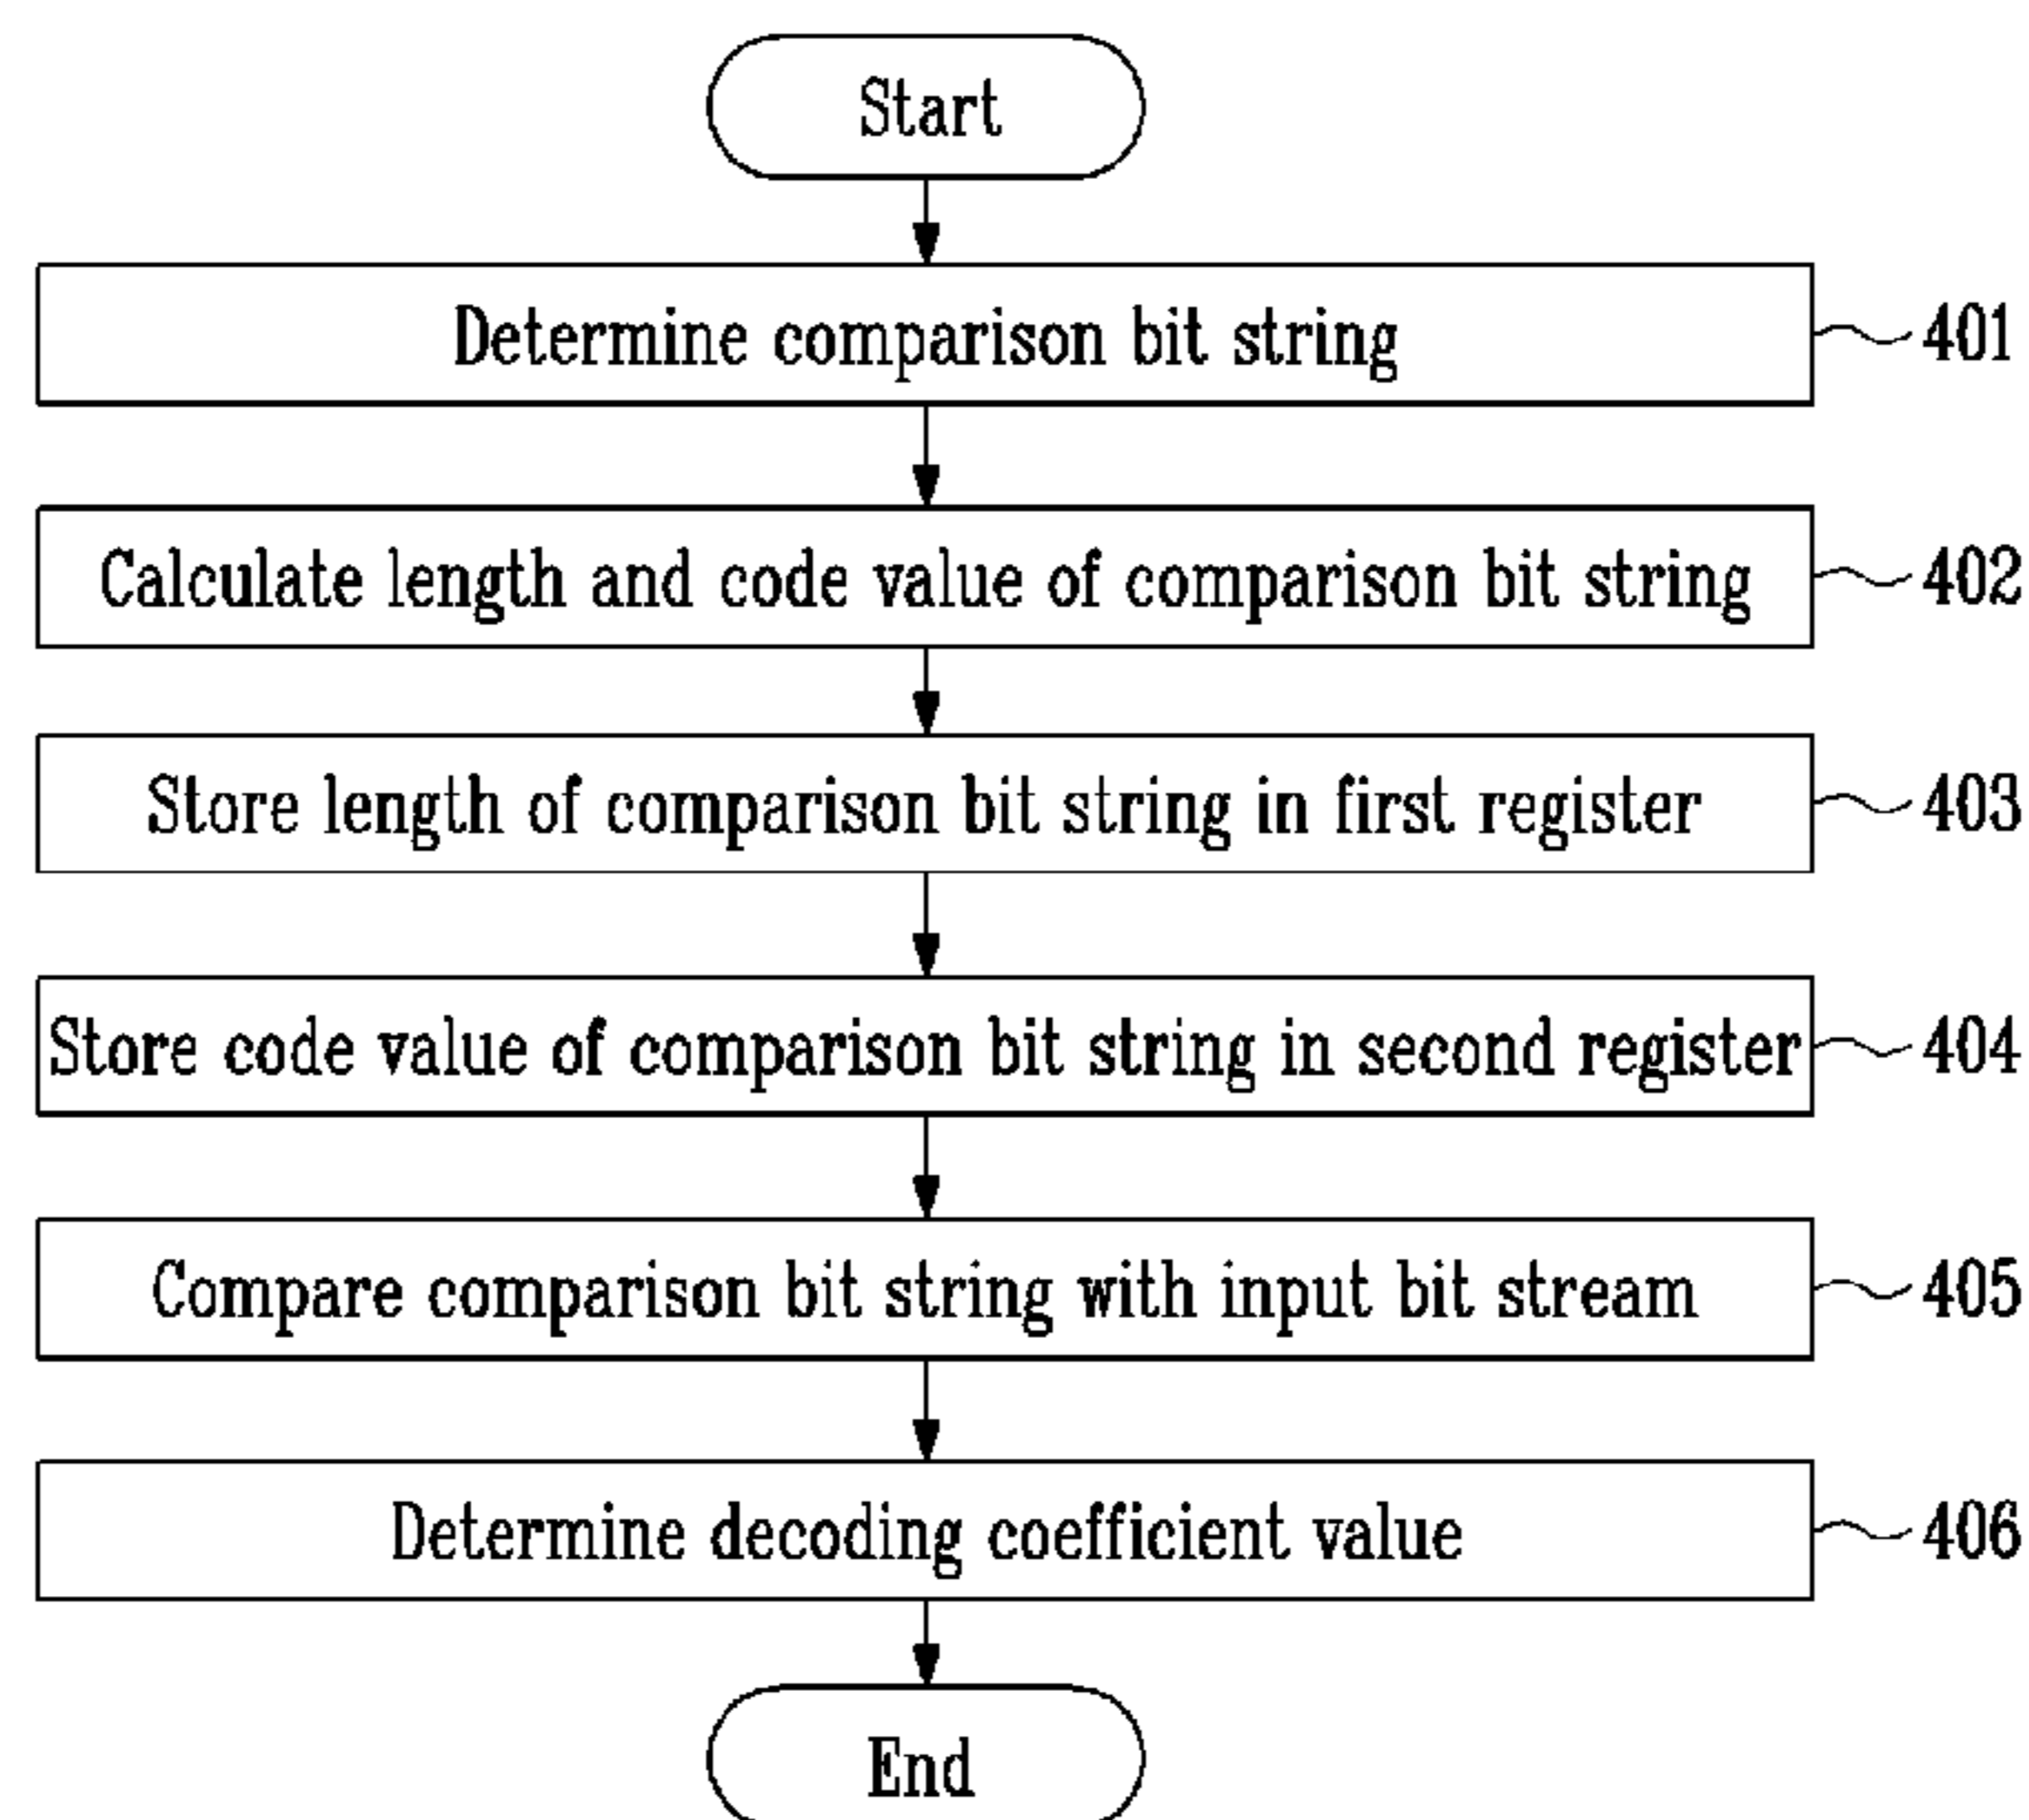 Start
Determine comparison bit string 401
Calculate length and code value of comparison bit string 402
Store length of comparison bit string in first register 403
Store code value of comparison bit string in second register 404
Compare comparison bit string with input bit stream 405
Determine decoding coefficient value 406
End